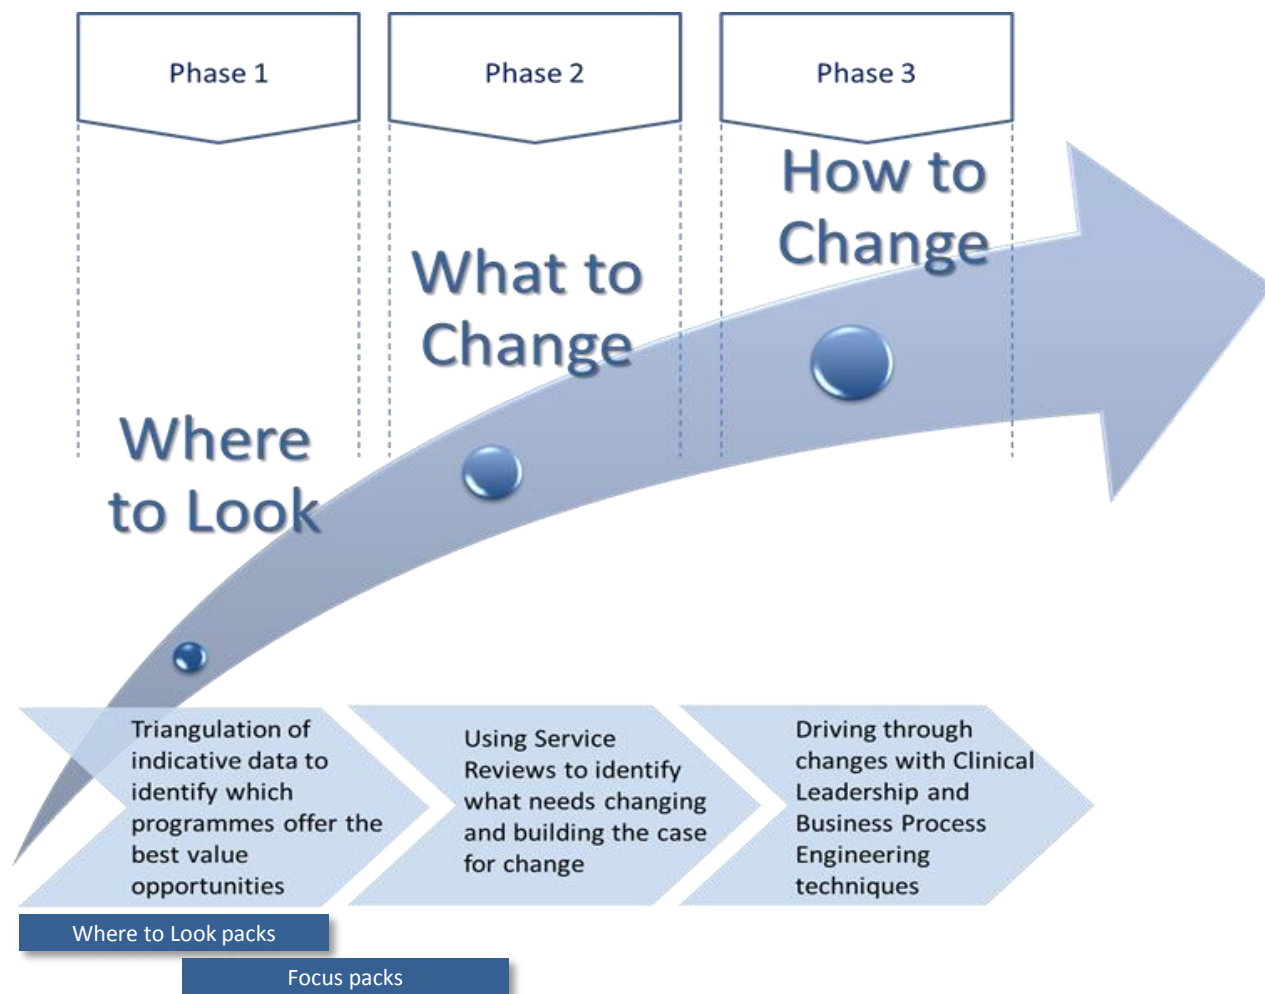 Phase 1
Phase 2
Phase 3
How to
Change
What to
Change
Where
to Look
Triangulation of
indicative data to
identify which
programmes offer the
best value
opportunities
Using Service
Reviews to identify
what needs changing
and building the case
for change
Driving through
changes with Clinical
Leadership and
Business Process
Engineering
techniques
Where to Look packs
Focus packs